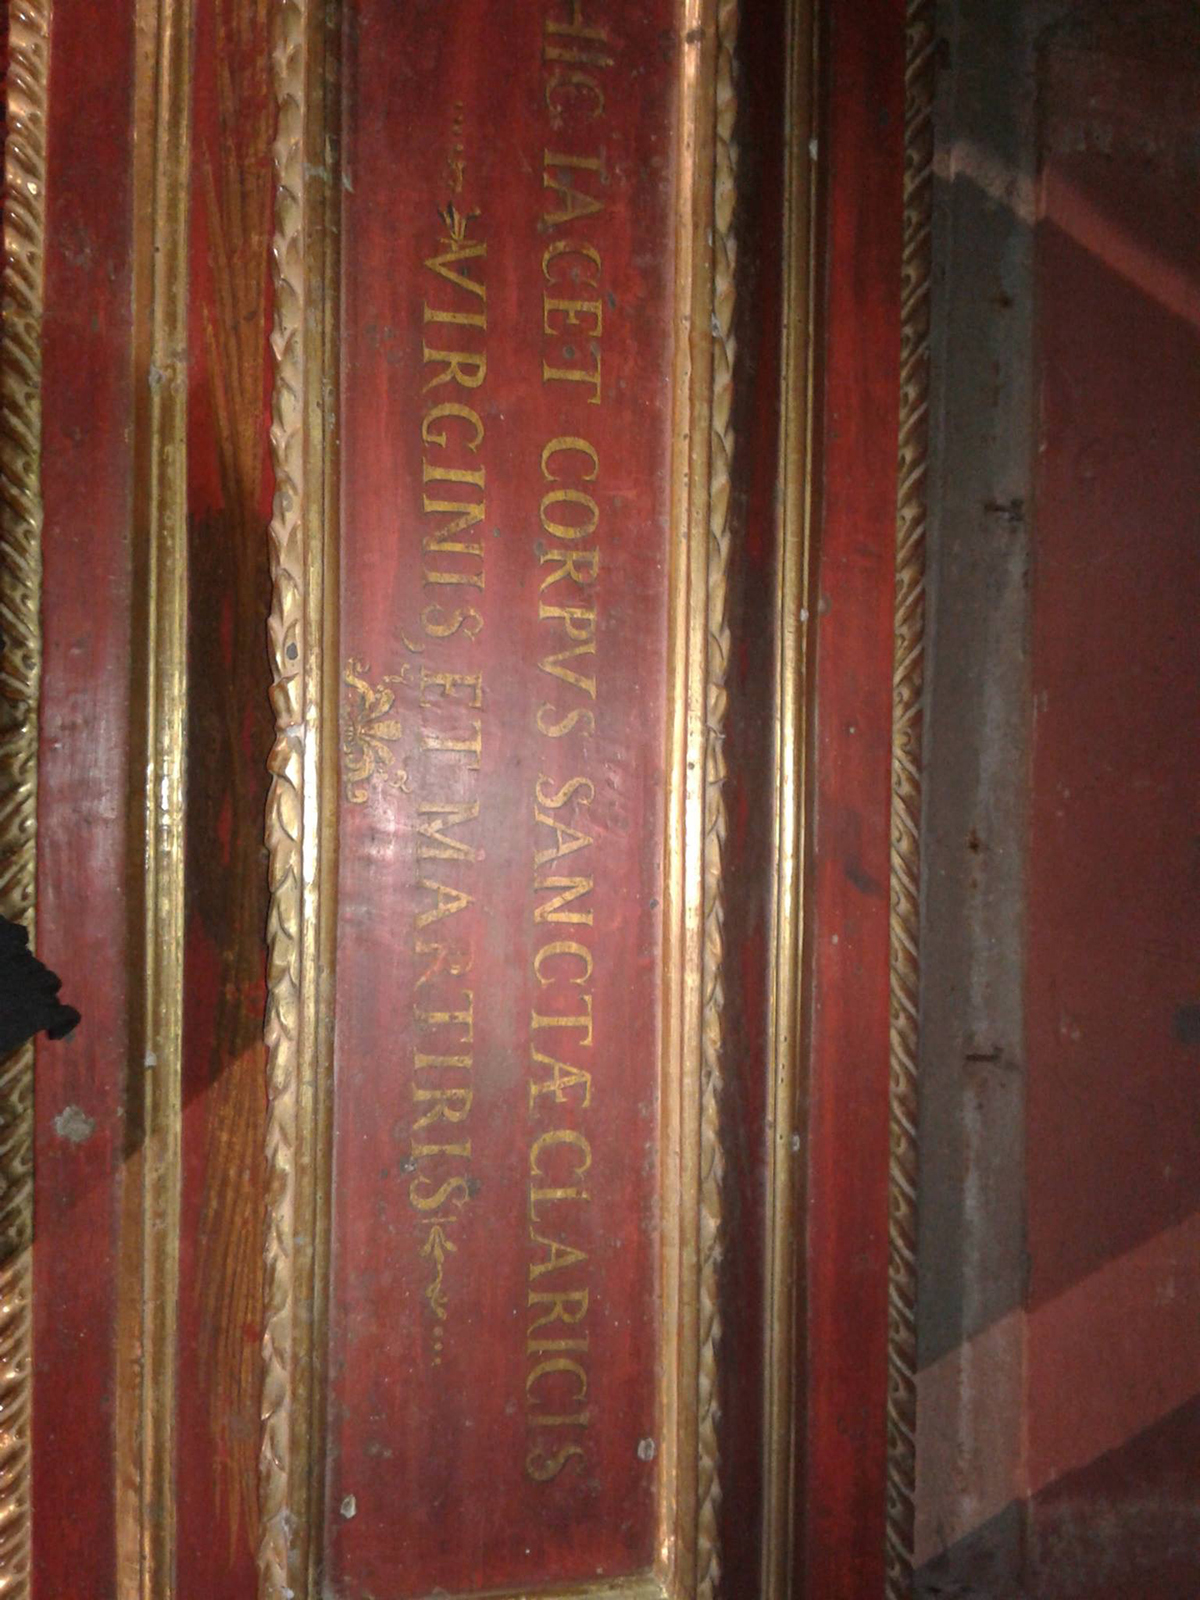 HIC IACET CORPVS SANCTÆ CLARICIS
VIRGINIS, ET MARTIRIS